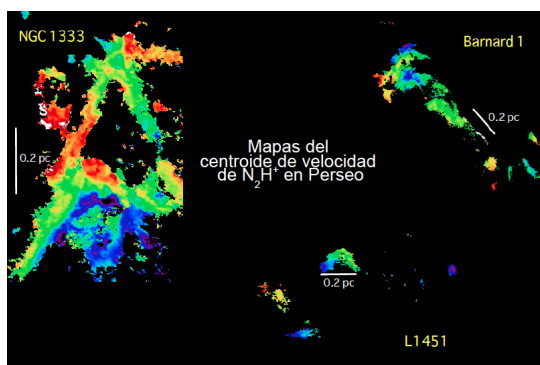 NGC 1333
Barnard 1
0.2 pc
0.2 pc
Mapas del
centroide de velocidad
de N₂H⁺ en Perseo
0.2 pc
L1451